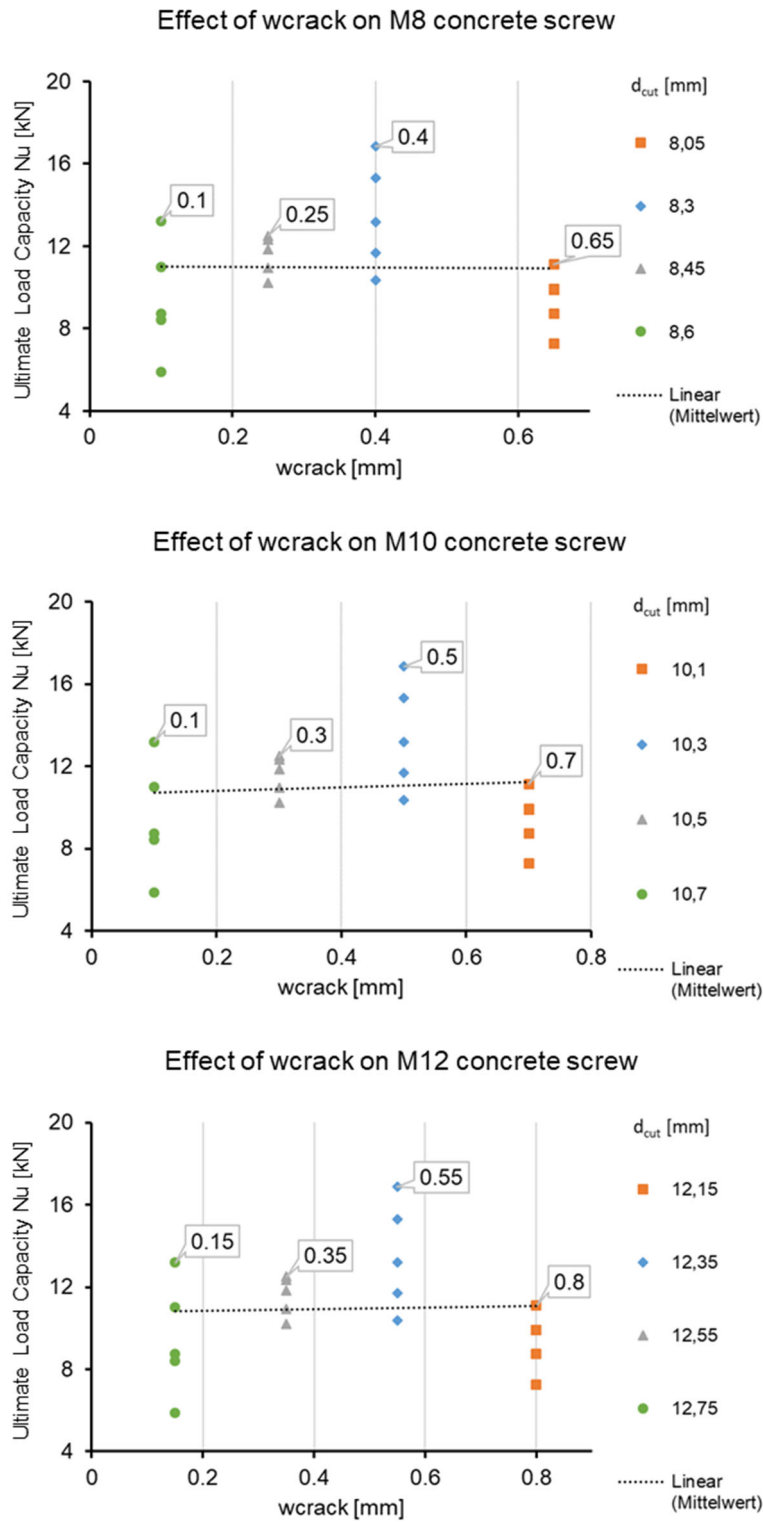 Effect of wcrack on M8 concrete screw
Ultimate Load Capacity Nu [kN]
20
16
12
8
4
0
0.2
0.4
0.6
wcrack [mm]
0.1
0.25
0.4
0.65
dcut [mm]
8,05
8,3
8,45
8,6
Linear
(Mittelwert)
Effect of wcrack on M10 concrete screw
Ultimate Load Capacity Nu [kN]
20
16
12
8
4
0
0.2
0.4
0.6
0.8
wcrack [mm]
0.1
0.3
0.5
0.7
dcut [mm]
10,1
10,3
10,5
10,7
Linear
(Mittelwert)
Effect of wcrack on M12 concrete screw
Ultimate Load Capacity Nu [kN]
20
16
12
8
4
0
0.2
0.4
0.6
0.8
wcrack [mm]
0.15
0.35
0.55
0.8
dcut [mm]
12,15
12,35
12,55
12,75
Linear
(Mittelwert)